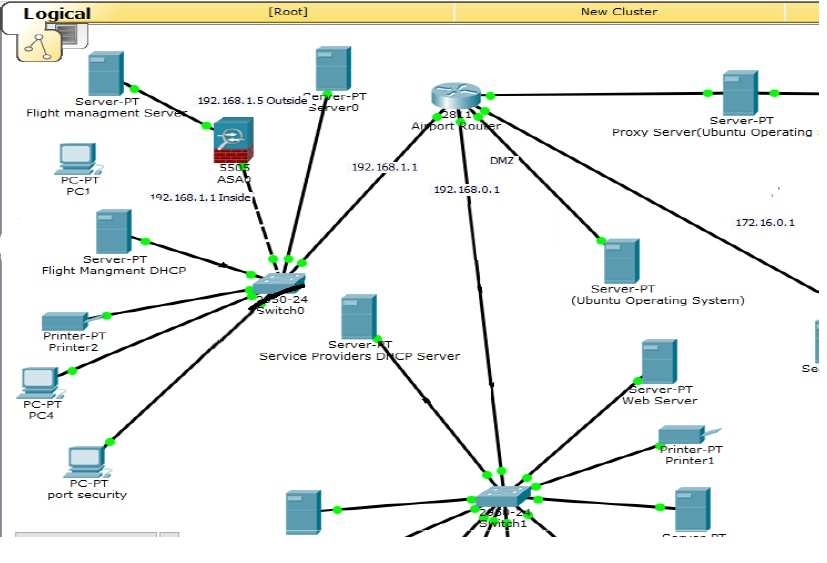 Logical
[Root]
New Cluster
Server-PT
Flight managment Server
192.168.1.5 Outside
Server-PT
Server0
2811
Airport Router
Server-PT
Proxy Server(Ubuntu Operating
5505
ASA0
PC-PT
PC1
192.168.1.1 Inside
192.168.1.1
DMZ
192.168.0.1
172.16.0.1
Server-PT
Flight Mangment DHCP
Server-PT
(Ubuntu Operating System)
2950-24
Switch0
Printer-PT
Printer2
Server-PT
Service Providers DHCP Server
PC-PT
PC4
Server-PT
Web Server
Printer-PT
Printer1
PC-PT
port security
2950-24
Switch1
Server-PT